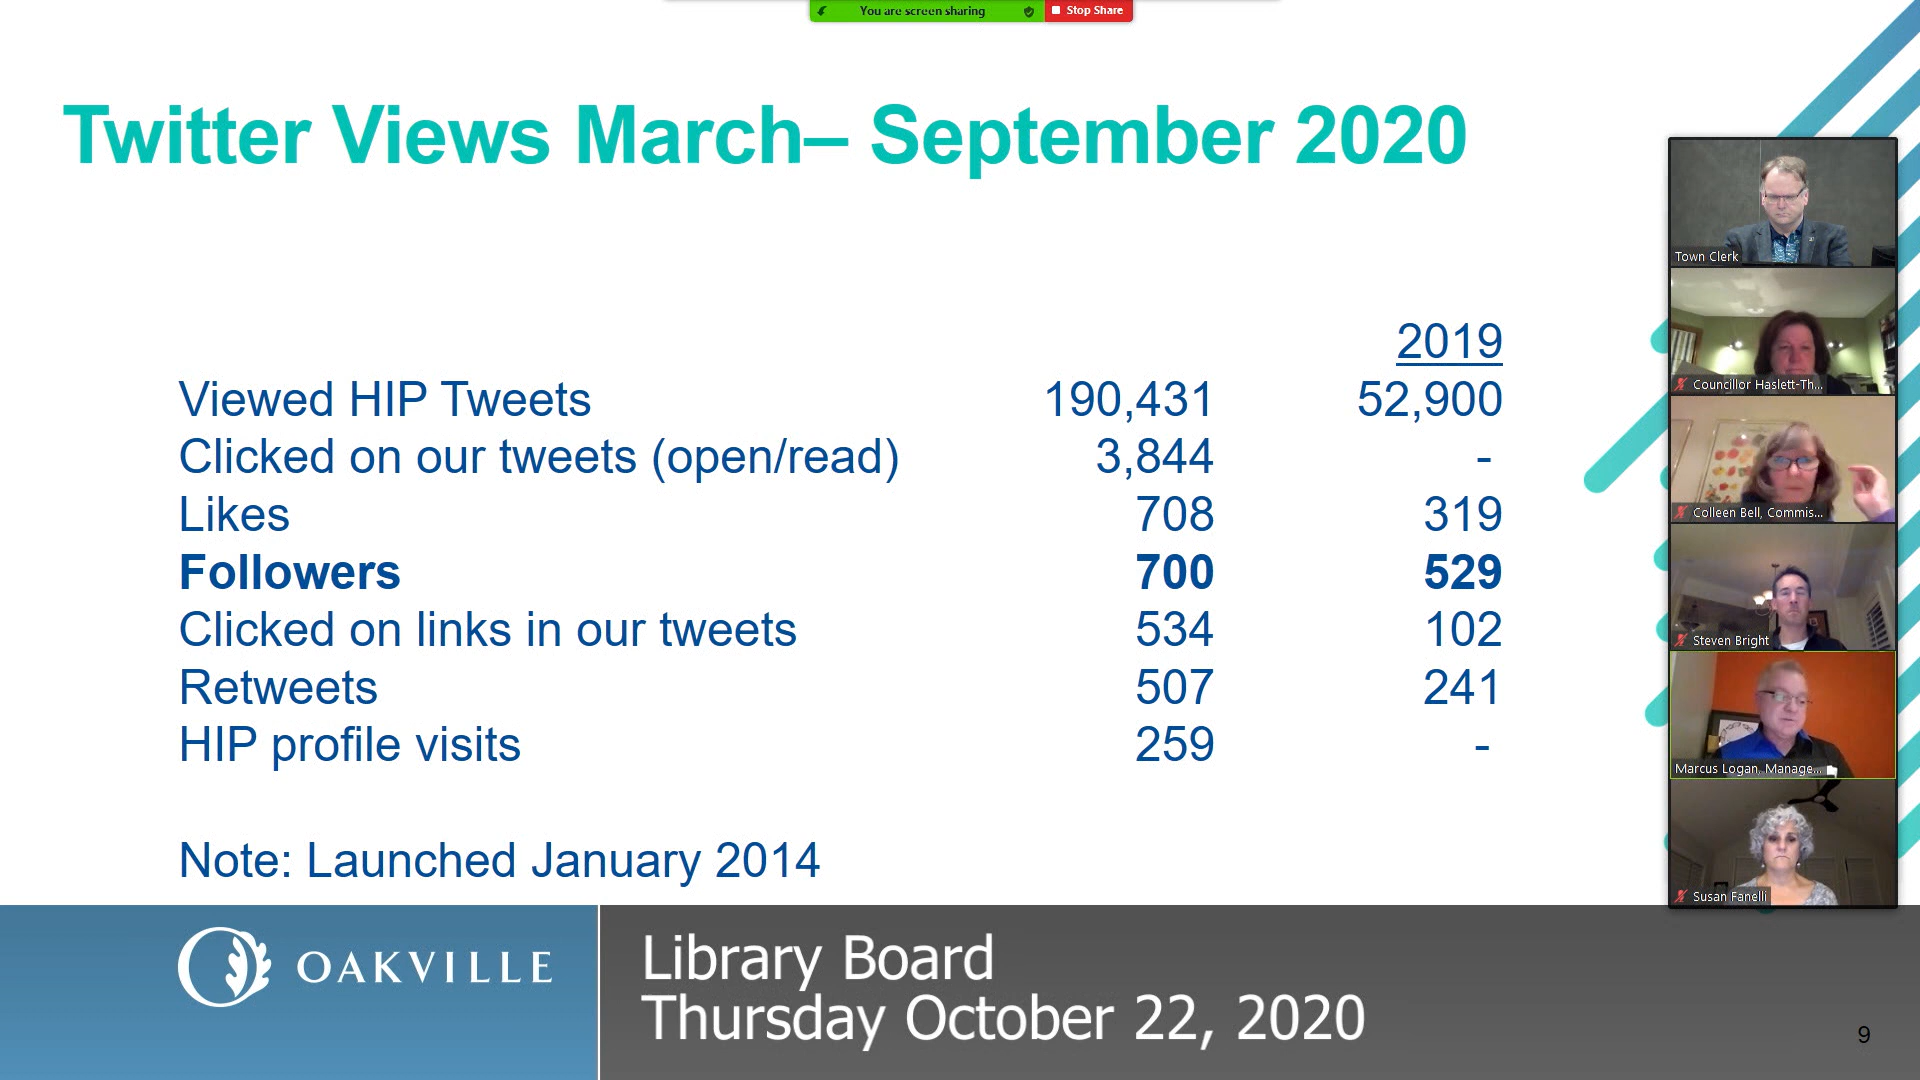 You are screen sharing Stop Share
Twitter Views March– September 2020
2019
Viewed HIP Tweets 190,431 52,900
Clicked on our tweets (open/read) 3,844 -
Likes 708 319
Followers 700 529
Clicked on links in our tweets 534 102
Retweets 507 241
HIP profile visits 259 -
Note: Launched January 2014
Town Clerk
Councillor Haslett-Th...
Colleen Bell, Commis...
Steven Bright
Marcus Logan, Manage...
Susan Fanelli
OAKVILLE
Library Board
Thursday October 22, 2020
9